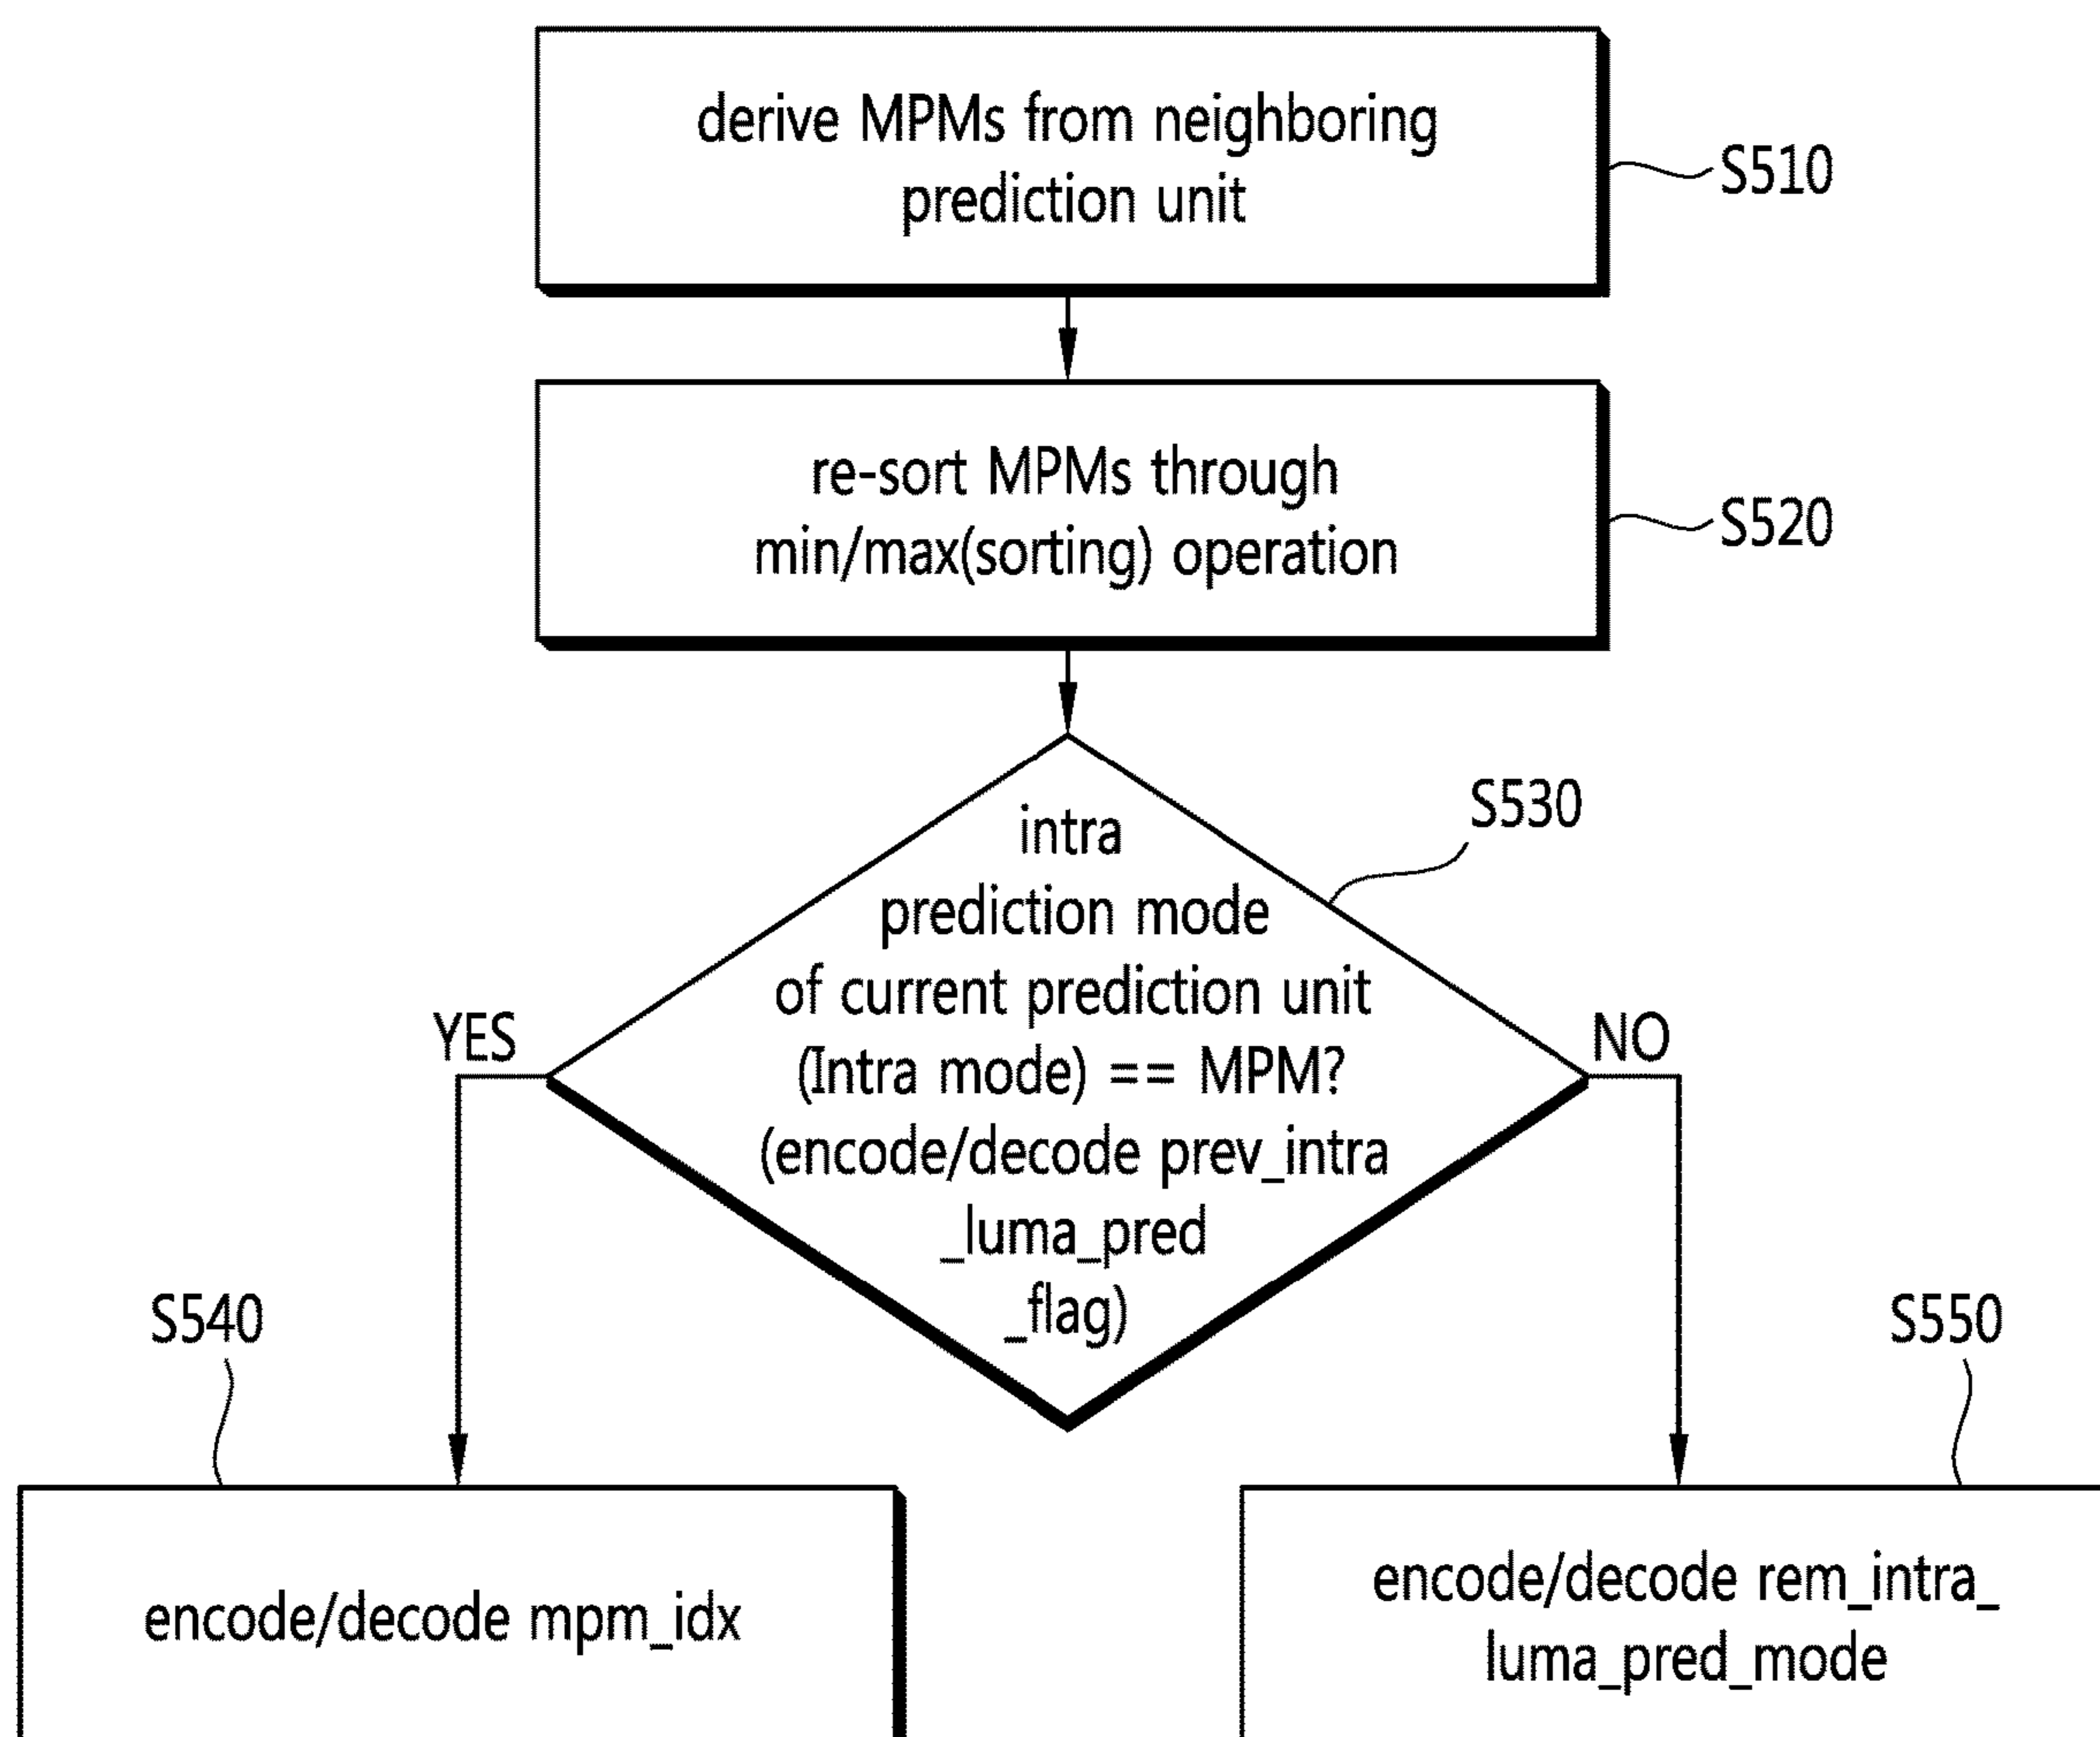 derive MPMs from neighboring
prediction unit
S510
re-sort MPMs through
min/max(sorting) operation
S520
intra
prediction mode
of current prediction unit
(Intra mode) == MPM?
(encode/decode prev_intra
_luma_pred
_flag)
S530
YES
NO
S540
S550
encode/decode mpm_idx
encode/decode rem_intra_
luma_pred_mode